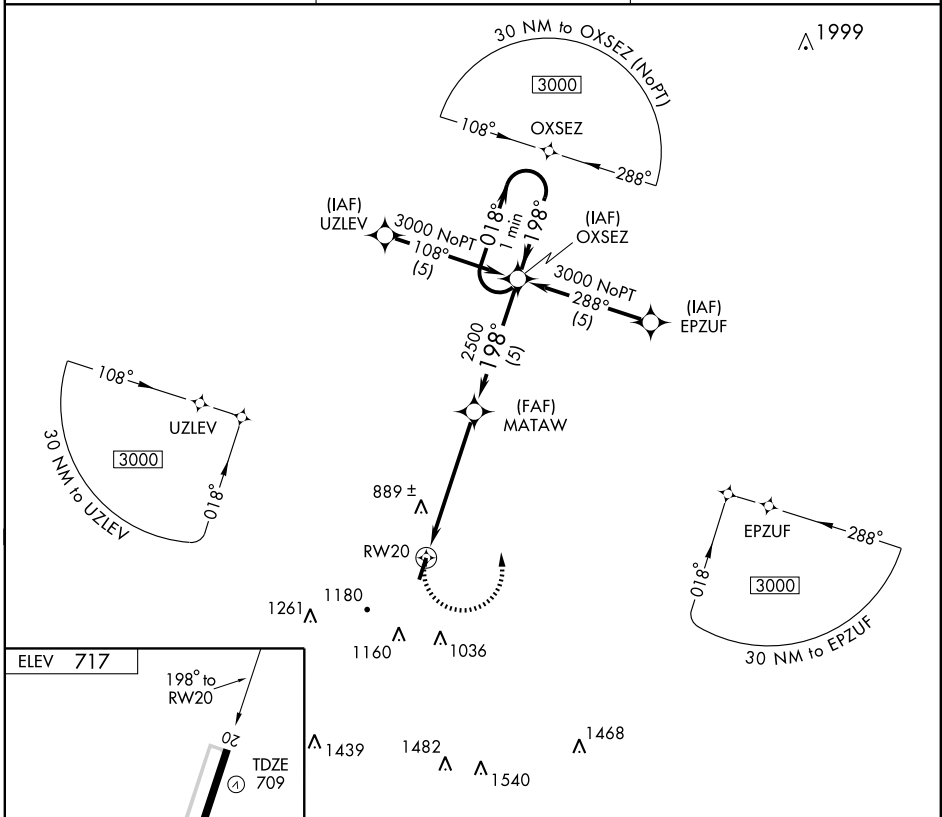 1999
30 NM to OXSEZ (NoPT)
3000
108°
OXSEZ
288°
(IAF)
UZLEV
3000 NoPT
108°
(5)
018°
1 min
198°
(IAF)
OXSEZ
3000 NoPT
288°
(5)
(IAF)
EPZUF
2500
198°
(5)
(FAF)
MATAW
108°
UZLEV
3000
018°
30 NM to UZLEV
889 ±
RW20
EPZUF
288°
018°
3000
30 NM to EPZUF
1261
1180
1160
1036
ELEV 717
198° to
RW20
20
TDZE
709
1439
1482
1540
1468